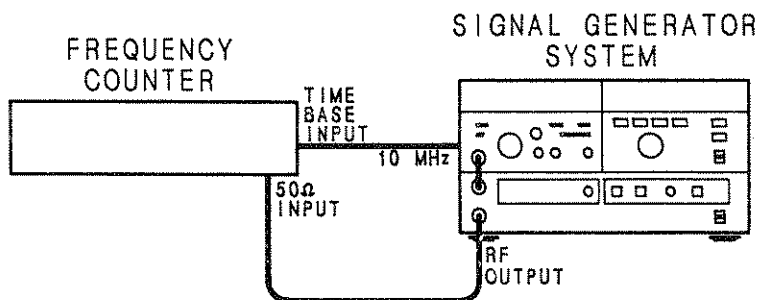 FREQUENCY
COUNTER
SIGNAL GENERATOR
SYSTEM
TIME
BASE
INPUT
10 MHz
50Ω
INPUT
RF
OUTPUT